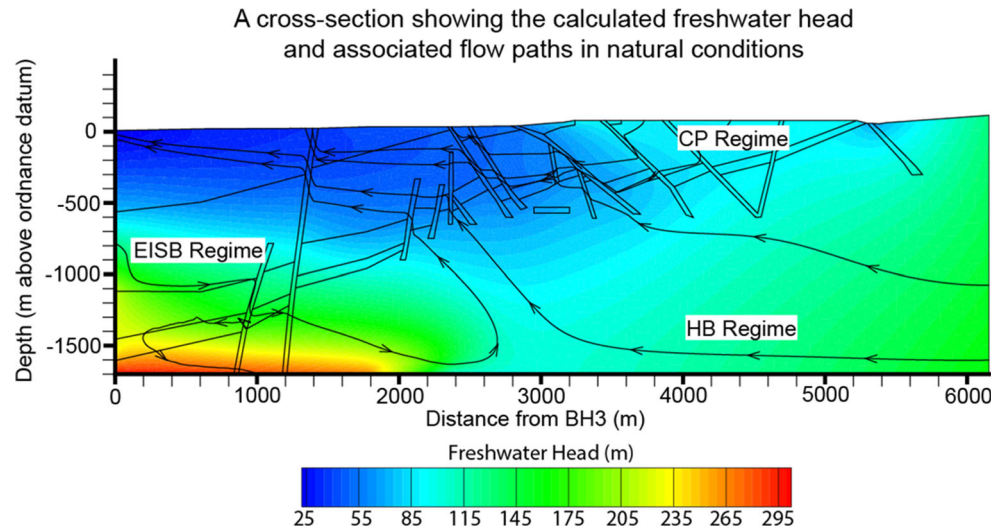 A cross-section showing the calculated freshwater head
and associated flow paths in natural conditions
Depth (m above ordnance datum)
0
-500
-1000
-1500
CP Regime
EISB Regime
HB Regime
0 1000 2000 3000 4000 5000 6000
Distance from BH3 (m)
Freshwater Head (m)
25 55 85 115 145 175 205 235 265 295